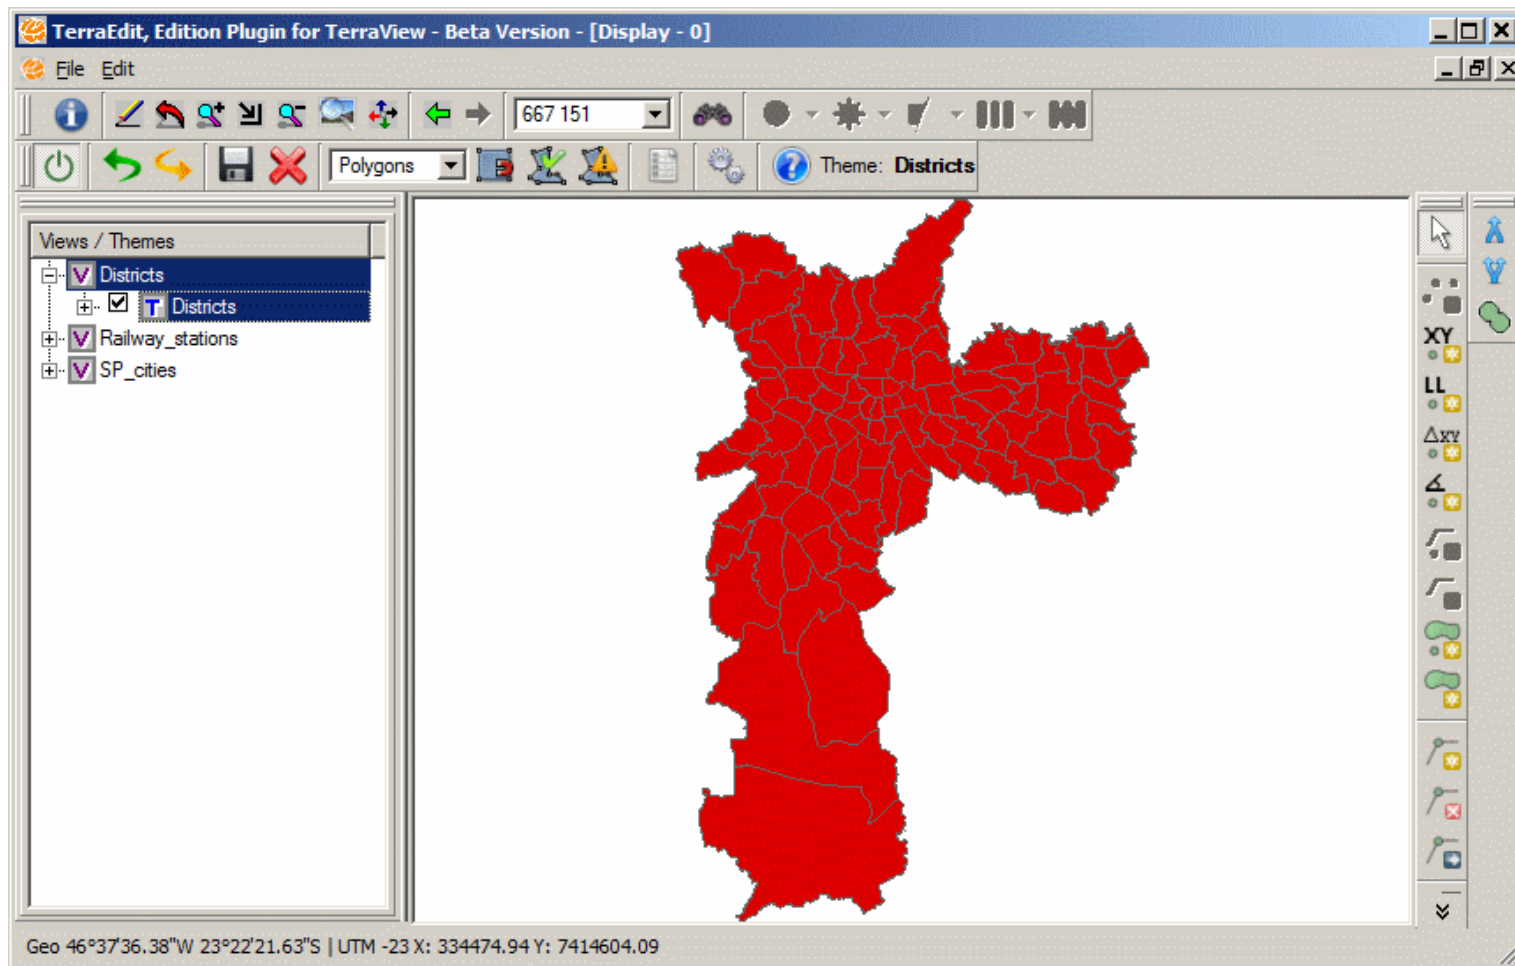 TerraEdit, Edition Plugin for TerraView - Beta Version - [Display - 0]
File Edit
667 151
Polygons
Theme: Districts
Views / Themes
V Districts
T Districts
V Railway_stations
V SP_cities
XY
LL
ΔXY
Geo 46°37'36.38"W 23°22'21.63"S | UTM -23 X: 334474.94 Y: 7414604.09